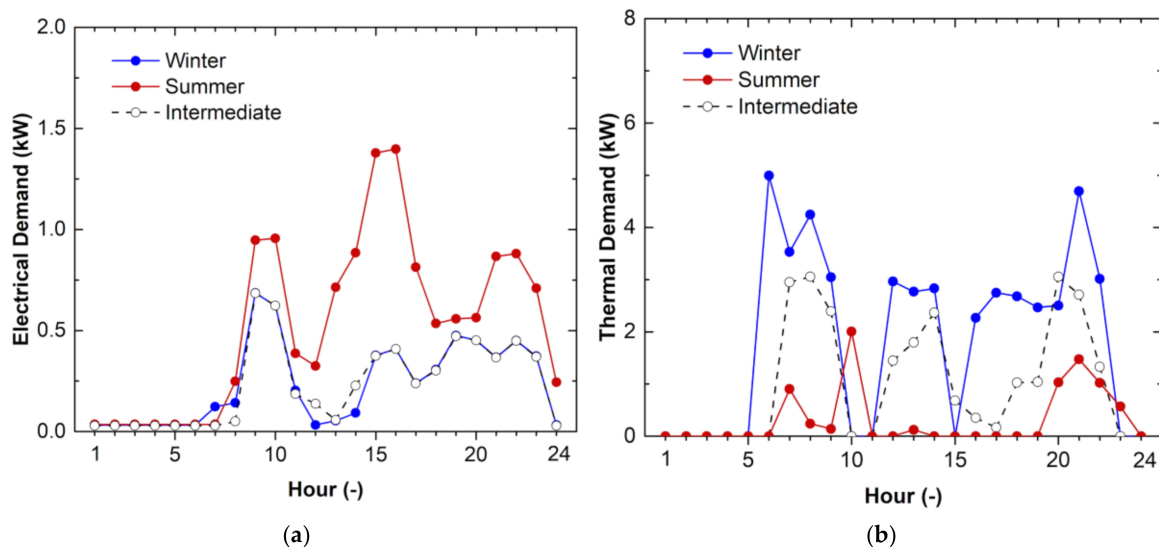 2.0
1.5
1.0
0.5
0.0
Electrical Demand (kW)
Winter
Summer
Intermediate
1 5 10 15 20 24
Hour (-)
(a)
8
6
4
2
0
Thermal Demand (kW)
Winter
Summer
Intermediate
1 5 10 15 20 24
Hour (-)
(b)